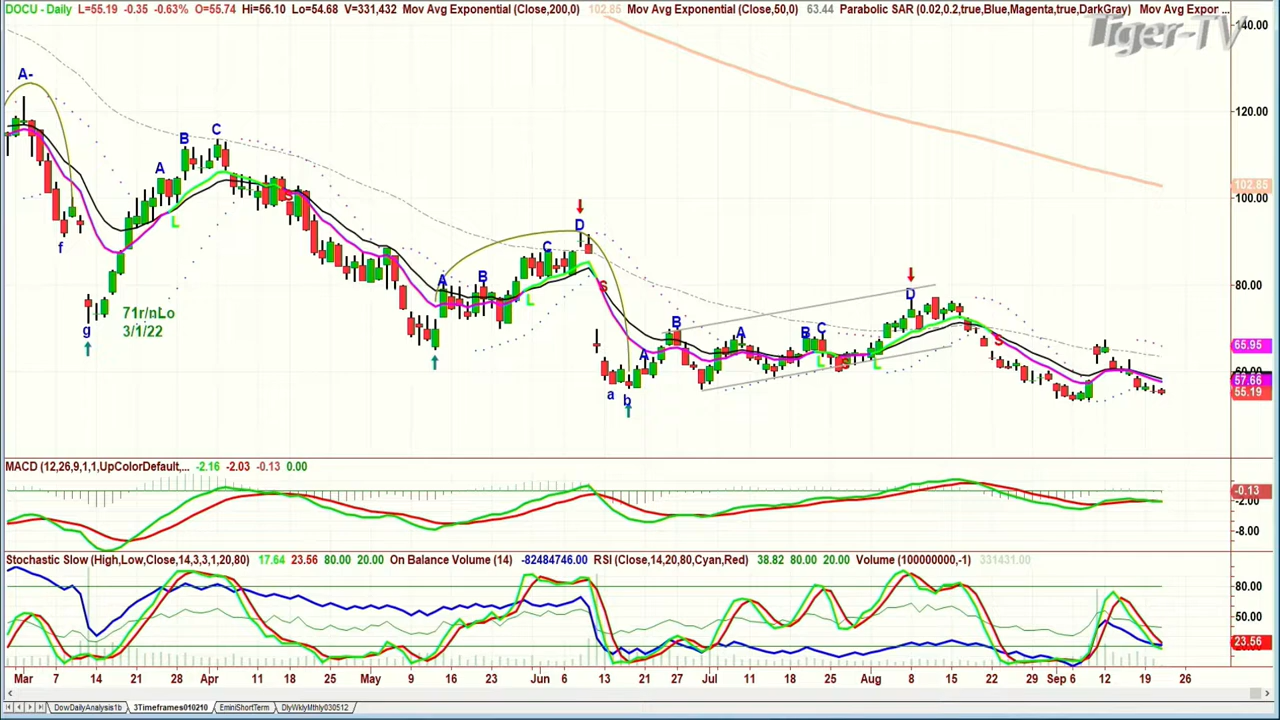 DOCU - Daily L=55.19 -0.35 -0.63% O=55.74 Hi=56.10 Lo=54.68 V=331,432 Mov Avg Exponential (Close,200,0) 102.85 Mov Avg Exponential (Close,50,0) 63.44 Parabolic SAR (0.02,0.2,true,Blue,Magenta,true,DarkGray) Mov Avg Expor ...
Tiger-TV
140.00
A-
120.00
C
B
A
102.85
100.00
S
L
D
f
C
A B
80.00
S
D
L
g
71r/nLo
3/1/22
B
A
B C
S
65.95
A
L S L
60.00
57.66
55.19
a b
MACD (12,26,9,1,1,UpColorDefault,... -2.16 -2.03 -0.13 0.00
-0.13
-2.00
-8.00
Stochastic Slow (High,Low,Close,14,3,3,1,20,80) 17.64 23.56 80.00 20.00 On Balance Volume (14) -82484746.00 RSI (Close,14,20,80,Cyan,Red) 38.82 80.00 20.00 Volume (100000000,-1) 331431.00
80.00
50.00
23.56
Mar 7 14 21 28 Apr 11 18 25 May 9 16 23 Jun 6 13 21 27 Jul 11 18 25 Aug 8 15 22 29 Sep 6 12 19 26
DowDailyAnalysis1b 3Timeframes010210 EminiShortTerm DlyWklyMthly030512